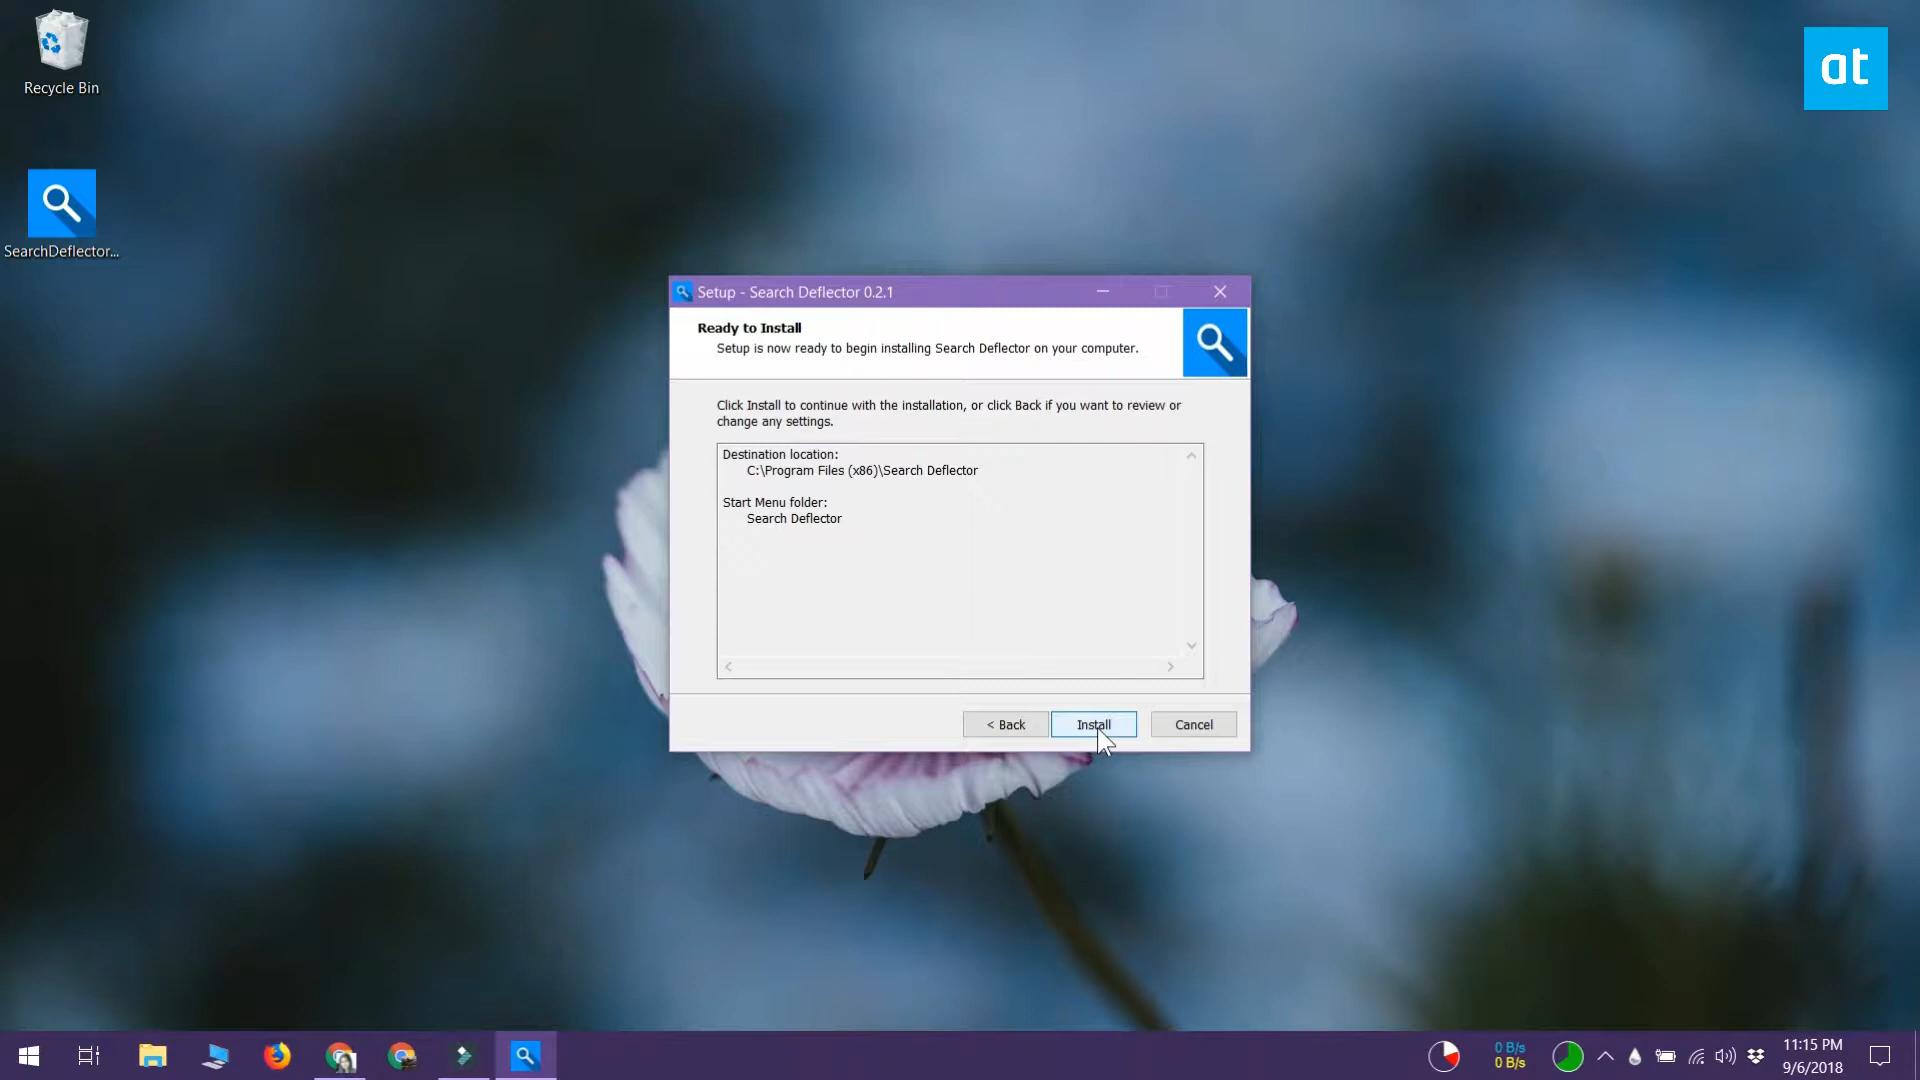 Recycle Bin
at
SearchDeflector...
Setup - Search Deflector 0.2.1
Ready to Install
Setup is now ready to begin installing Search Deflector on your computer.
Click Install to continue with the installation, or click Back if you want to review or
change any settings.
Destination location:
C:\Program Files (x86)\Search Deflector
Start Menu folder:
Search Deflector
< Back
Install
Cancel
0 B/s
0 B/s
11:15 PM
9/6/2018